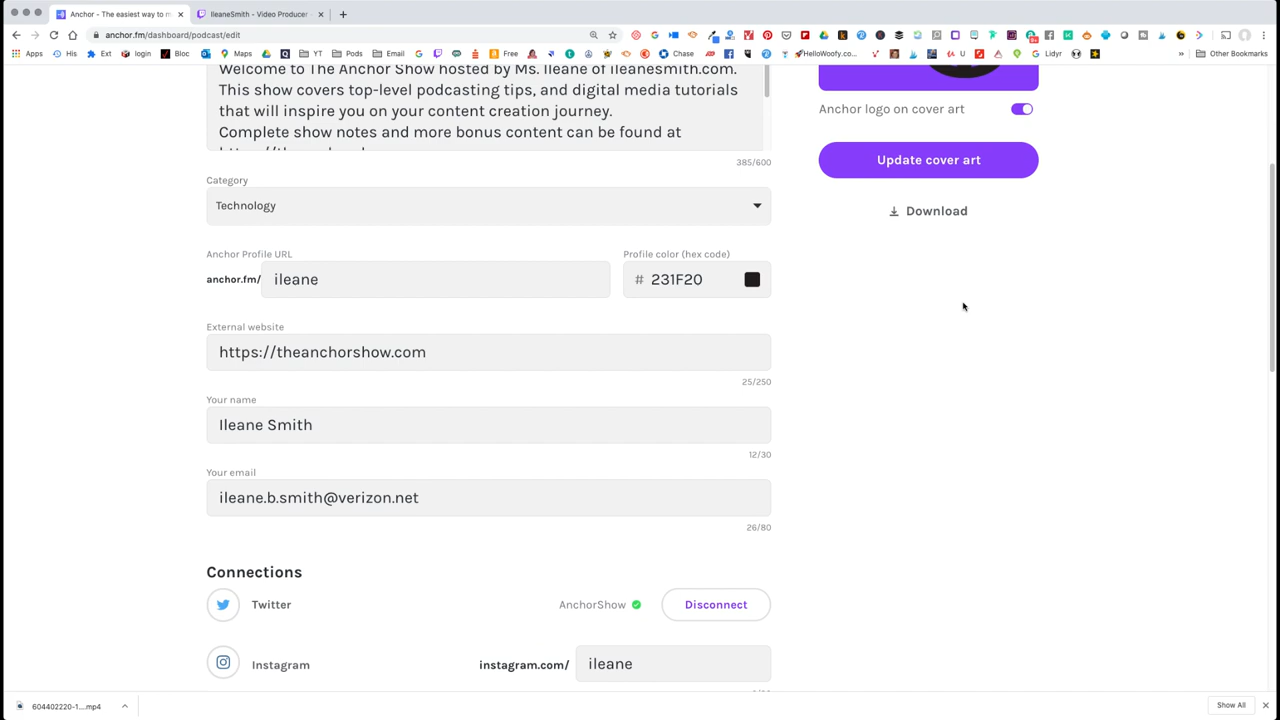 Anchor - The easiest way to m
IleaneSmith - Video Producer
anchor.fm/dashboard/podcast/edit
Apps His Ext login Bloc YT Pods Email Free Chase HelloWoofy.co... U Lidyr Other Bookmarks
Welcome to The Anchor Show hosted by Ms. Ileane of ileanesmith.com.
This show covers top-level podcasting tips, and digital media tutorials
that will inspire you on your content creation journey.
Complete show notes and more bonus content can be found at
385/600
Anchor logo on cover art
Update cover art
Download
Category
Technology
Anchor Profile URL
anchor.fm/ ileane
Profile color (hex code)
# 231F20
External website
https://theanchorshow.com
25/250
Your name
Ileane Smith
12/30
Your email
ileane.b.smith@verizon.net
26/80
Connections
Twitter AnchorShow Disconnect
Instagram instagram.com/ ileane
604402220-1....mp4
Show All